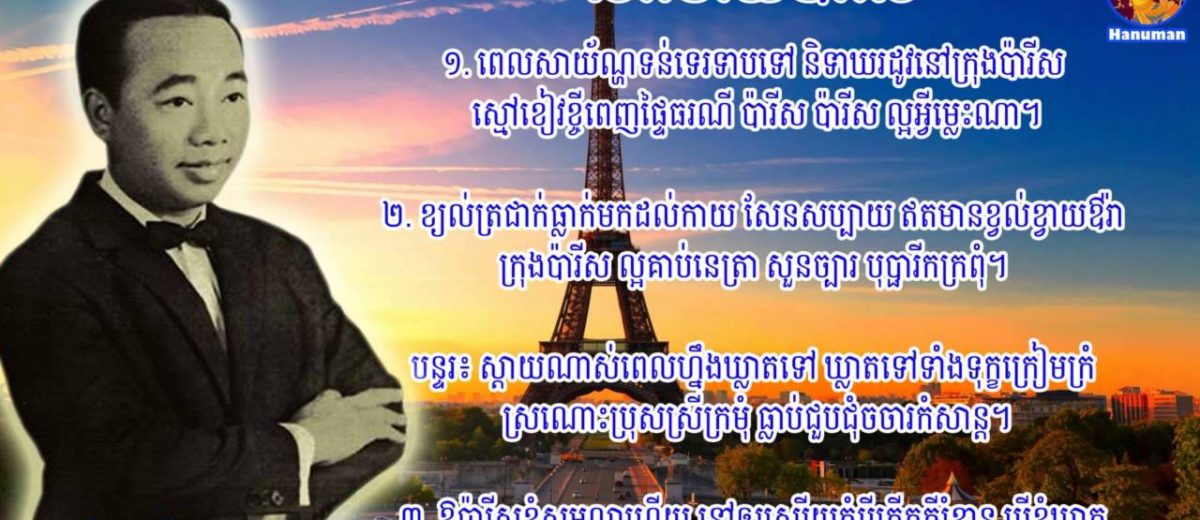 Hanuman
១. ពេលសាយ័ណ្ហទន់ទេរទាបទៅ និទាឃរដូវនៅក្រុងប៉ារីស
ស្មៅខៀវខ្ចីពេញផ្ទៃធរណី ប៉ារីស ប៉ារីស ល្អអ្វីម្លេះណា។
២. ខ្យល់ត្រជាក់ធ្លាក់មកដល់កាយ សែនសប្បាយ ឥតមានខ្វល់ខ្វាយឱរ៉ា
ក្រុងប៉ារីស ល្អគាប់នេត្រា សួនច្បារ បុប្ផារីកក្រពុំ។
បន្ទរ៖ ស្ដាយណាស់ពេលហ្នឹងឃ្លាតទៅ ឃ្លាតទៅទាំងទុក្ខក្រៀមក្រំ
ស្រណោះប្រុសស្រីក្រមុំ ធ្លាប់ជួបជុំចចារកំសាន្ត។